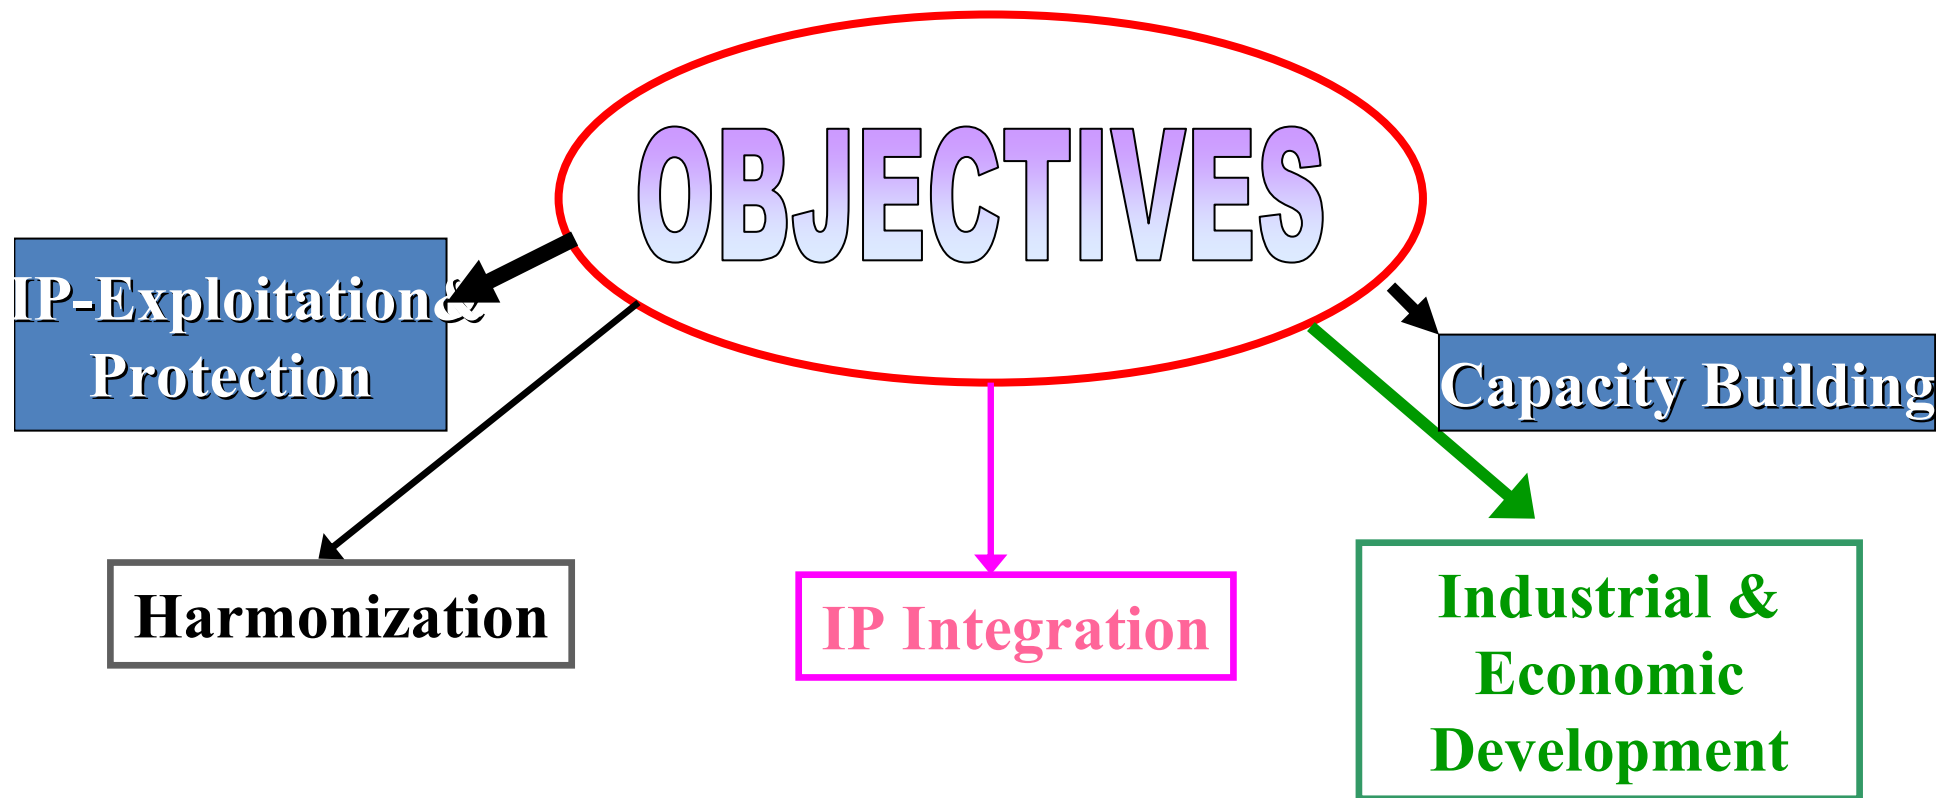 OBJECTIVES
IP-Exploitation&
Protection
Capacity Building
Harmonization
IP Integration
Industrial &
Economic
Development